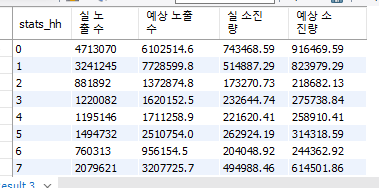 stats_hh 실 노출 수 예상 노출 수 실 소진량 예상 소진량
0 4713070 6102514.6 743468.59 916469.59
1 3241245 7728599.8 514887.29 823979.29
2 881892 1372874.8 173270.73 218682.13
3 1220082 1620152.5 232644.74 275738.84
4 1195146 1711258.9 221620.41 258910.41
5 1494732 2510754.0 262924.19 314318.59
6 760313 956154.5 204048.92 244362.92
7 2079621 3207725.7 494988.46 614501.86
esult 3